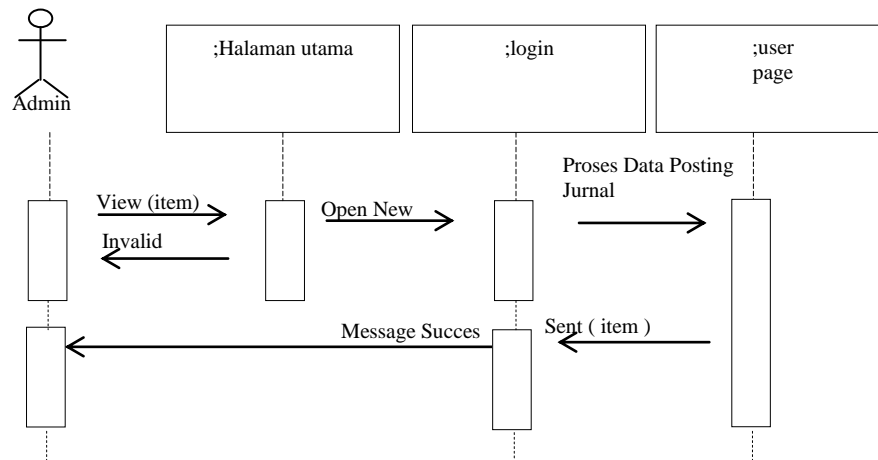 Admin
;Halaman utama
;login
;user
page
View (item)
Invalid
Open New
Proses Data Posting
Jurnal
Message Succes
Sent ( item )